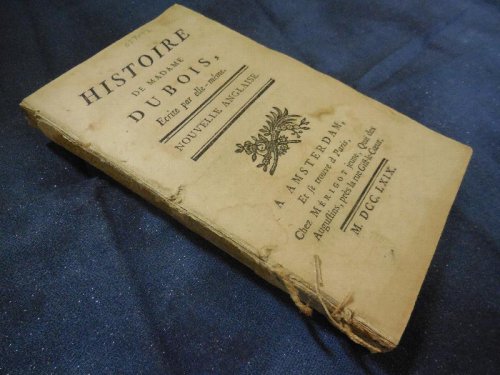 HISTOIRE
DE MADAME
DUBOIS,
Ecrite par elle-même.
NOUVELLE ANGLAISE.
A AMSTERDAM,
Et se trouve à Paris,
Chez MÉRIGOT jeune, Quai des
Augustins, près la rue Gît-le-Cœur.
M. DCC. LXIX.